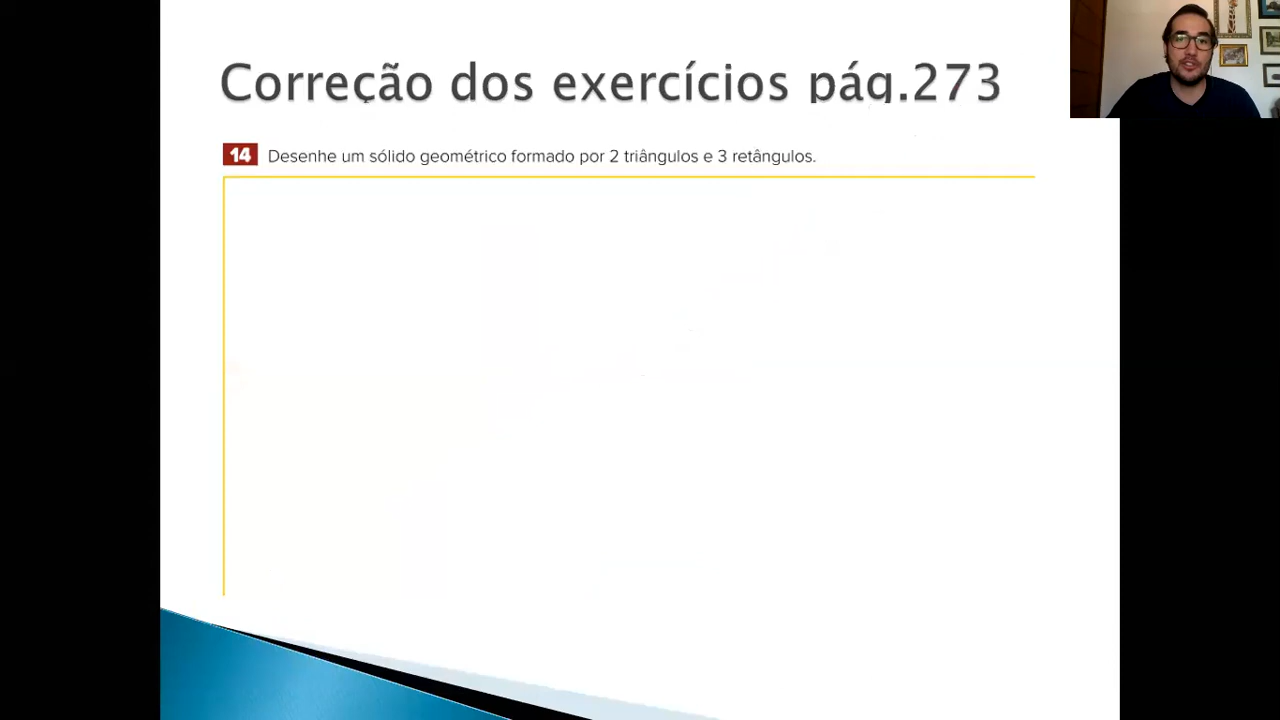 Correção dos exercícios pág.273
14 Desenhe um sólido geométrico formado por 2 triângulos e 3 retângulos.